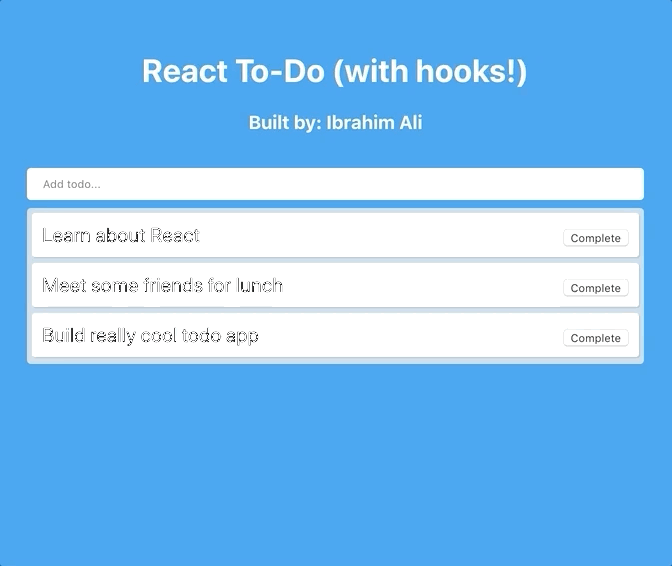 React To-Do (with hooks!)
Built by: Ibrahim Ali
Add todo...
Learn about React
Complete
Meet some friends for lunch
Complete
Build really cool todo app
Complete